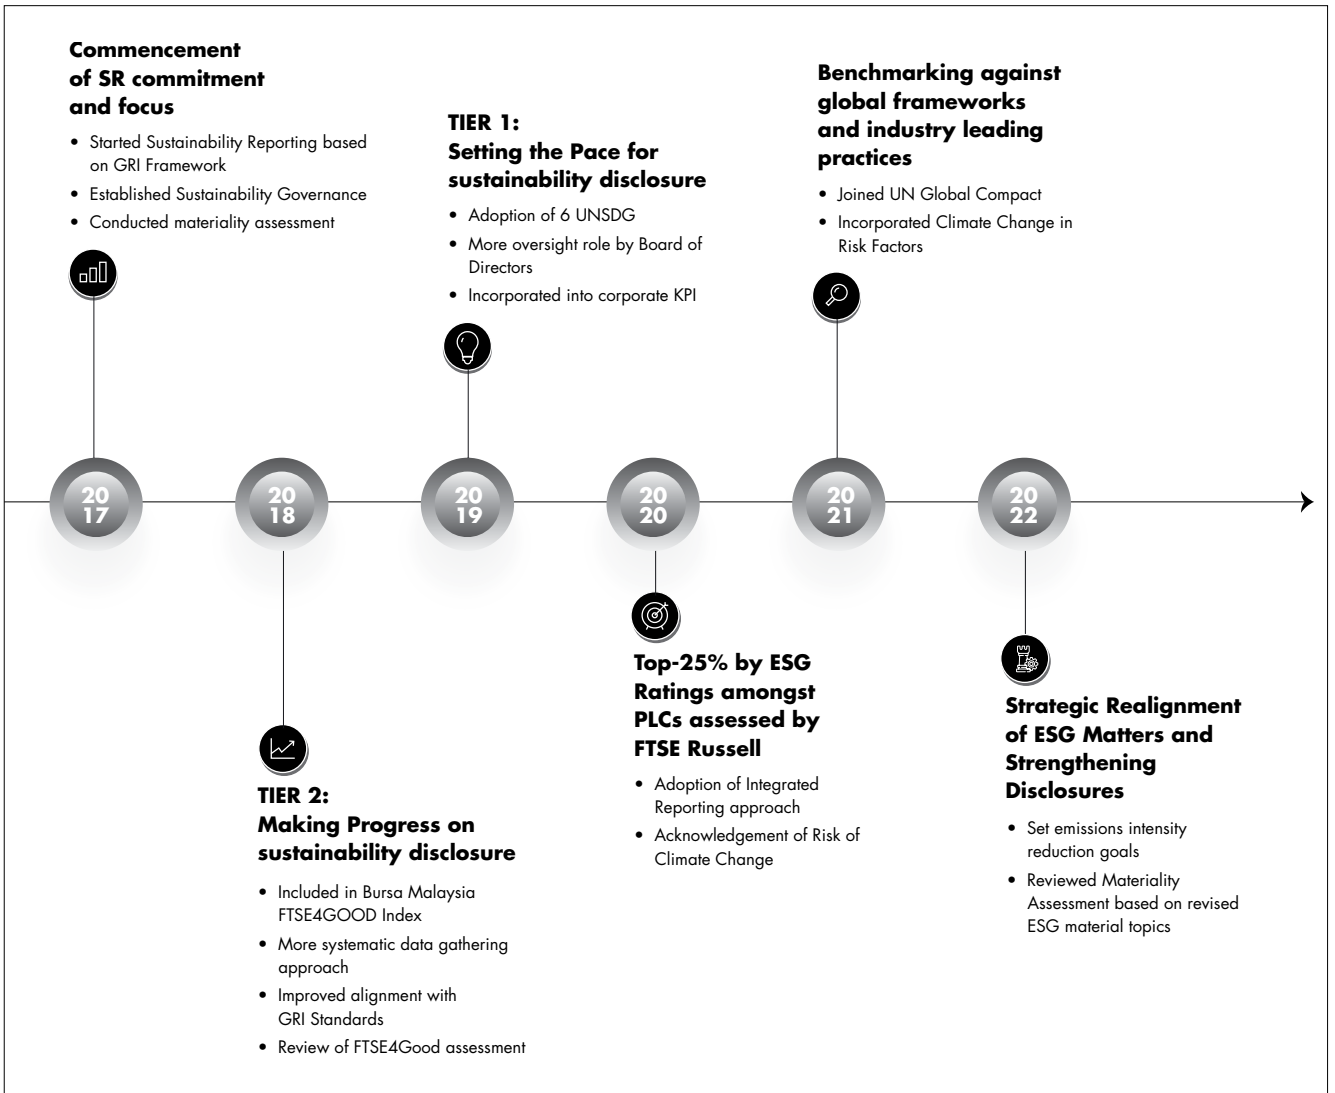 Commencement
of SR commitment
and focus
• Started Sustainability Reporting based
on GRI Framework
• Established Sustainability Governance
• Conducted materiality assessment
TIER 1:
Setting the Pace for
sustainability disclosure
• Adoption of 6 UNSDG
• More oversight role by Board of
Directors
• Incorporated into corporate KPI
Benchmarking against
global frameworks
and industry leading
practices
• Joined UN Global Compact
• Incorporated Climate Change in
Risk Factors
20
17
20
18
20
19
20
20
20
21
20
22
TIER 2:
Making Progress on
sustainability disclosure
• Included in Bursa Malaysia
FTSE4GOOD Index
• More systematic data gathering
approach
• Improved alignment with
GRI Standards
• Review of FTSE4Good assessment
Top-25% by ESG
Ratings amongst
PLCs assessed by
FTSE Russell
• Adoption of Integrated
Reporting approach
• Acknowledgement of Risk of
Climate Change
Strategic Realignment
of ESG Matters and
Strengthening
Disclosures
• Set emissions intensity
reduction goals
• Reviewed Materiality
Assessment based on revised
ESG material topics